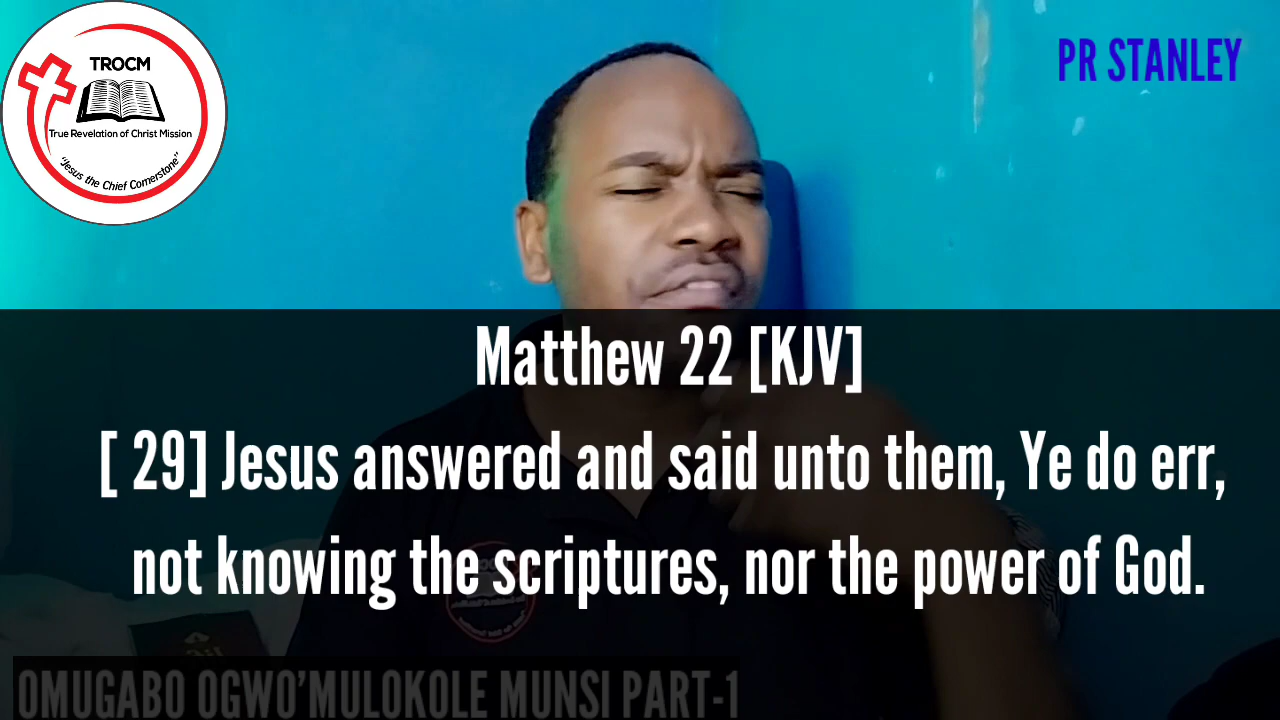 TROCM
True Revelation of Christ Mission
"Jesus the Chief Cornerstone"
PR STANLEY
Matthew 22 [KJV]
[ 29] Jesus answered and said unto them, Ye do err,
not knowing the scriptures, nor the power of God.
OMUGABO OGWO'MULOKOLE MUNSI PART-1